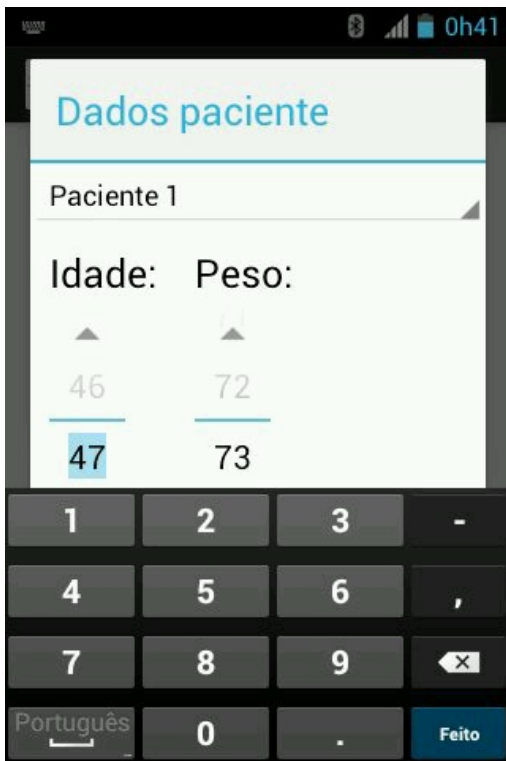 0h41
Dados paciente
Paciente 1
Idade: Peso:
46 72
47 73
1 2 3 -
4 5 6 ,
7 8 9
Português 0 . Feito